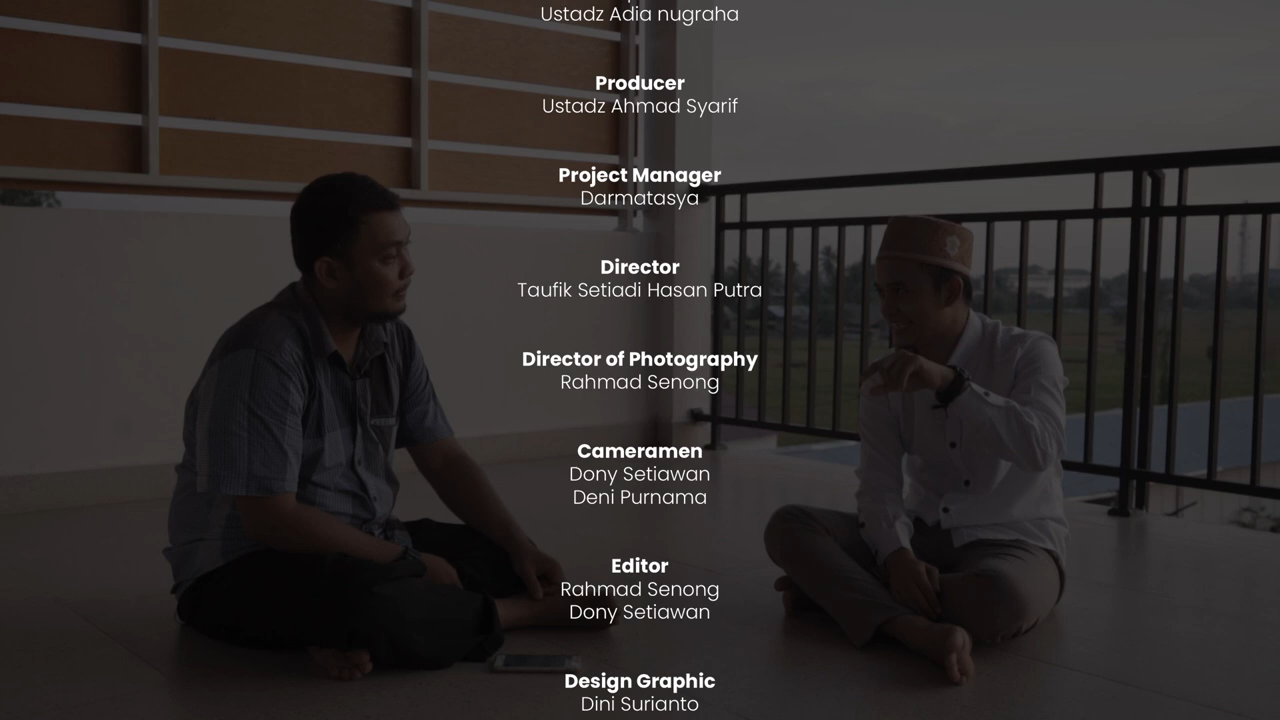 Ustadz Adia nugraha
Producer
Ustadz Ahmad Syarif
Project Manager
Darmatasya
Director
Taufik Setiadi Hasan Putra
Director of Photography
Rahmad Senong
Cameramen
Dony Setiawan
Deni Purnama
Editor
Rahmad Senong
Dony Setiawan
Design Graphic
Dini Surianto